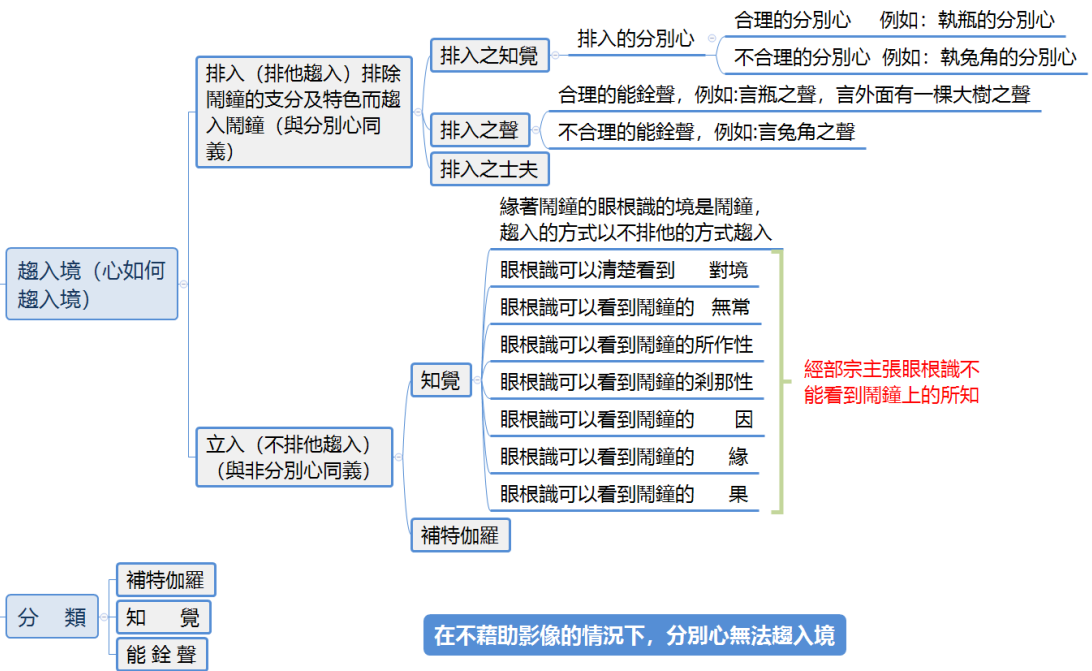 趨入境（心如何
趨入境）
排入（排他趨入）排除
鬧鐘的支分及特色而趨
入鬧鐘（與分別心同
義）
排入之知覺
排入的分別心
合理的分別心 例如：執瓶的分別心
不合理的分別心 例如：執兔角的分別心
排入之聲
合理的能銓聲，例如:言瓶之聲，言外面有一棵大樹之聲
不合理的能銓聲，例如:言兔角之聲
排入之士夫
立入（不排他趨入）
（與非分別心同義）
知覺
緣著鬧鐘的眼根識的境是鬧鐘，
趨入的方式以不排他的方式趨入
眼根識可以清楚看到 對境
眼根識可以看到鬧鐘的 無常
眼根識可以看到鬧鐘的所作性
眼根識可以看到鬧鐘的剎那性
眼根識可以看到鬧鐘的 因
眼根識可以看到鬧鐘的 緣
眼根識可以看到鬧鐘的 果
經部宗主張眼根識不
能看到鬧鐘上的所知
補特伽羅
分 類
補特伽羅
知 覺
能 銓 聲
在不藉助影像的情況下，分別心無法趨入境